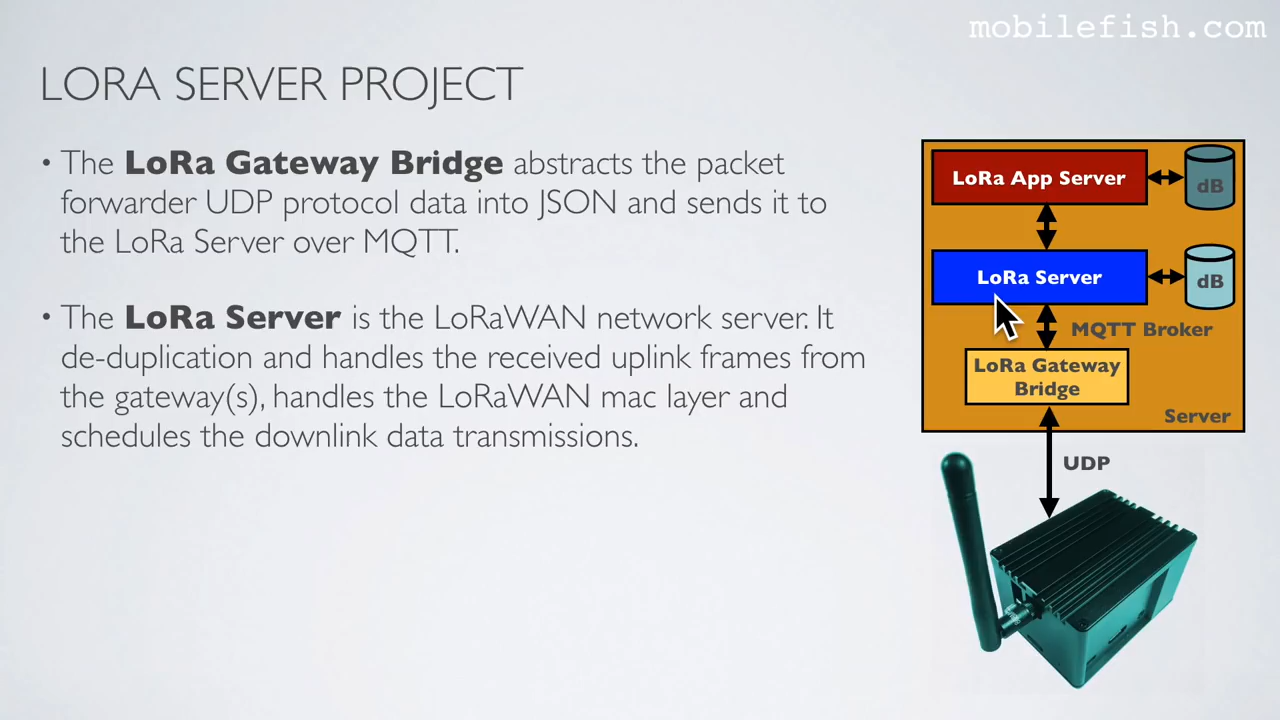 mobilefish.com
LORA SERVER PROJECT
• The LoRa Gateway Bridge abstracts the packet
forwarder UDP protocol data into JSON and sends it to
the LoRa Server over MQTT.
• The LoRa Server is the LoRaWAN network server. It
de-duplication and handles the received uplink frames from
the gateway(s), handles the LoRaWAN mac layer and
schedules the downlink data transmissions.
LoRa App Server
dB
LoRa Server
dB
MQTT Broker
LoRa Gateway
Bridge
Server
UDP